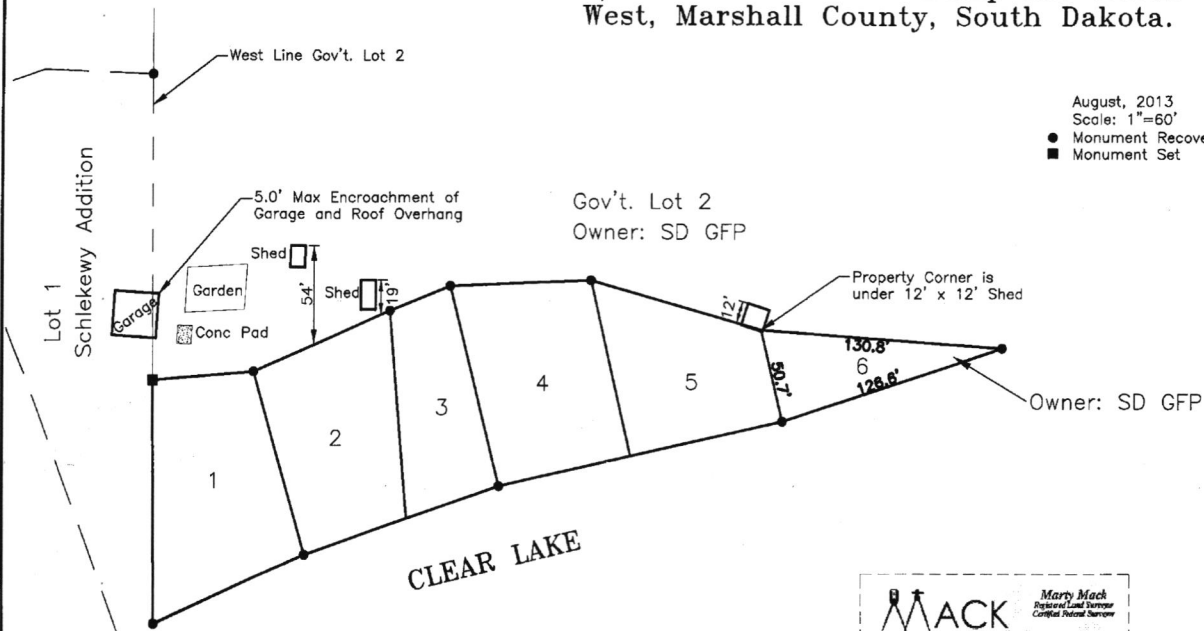 West, Marshall County, South Dakota.
West Line Gov't. Lot 2
August, 2013
Scale: 1"=60'
Monument Recove
Monument Set
Lot 1
Schlekewy Addition
5.0' Max Encroachment of
Garage and Roof Overhang
Gov't. Lot 2
Owner: SD GFP
Shed
54'
Garden
Shed
19'
Garage
Conc Pad
Property Corner is
under 12' x 12' Shed
12'
130.8'
6
50.7'
126.6'
Owner: SD GFP
1
2
3
4
5
CLEAR LAKE
MACK
Marty Mack
Registered Land Surveyor
Certified Federal Surveyor